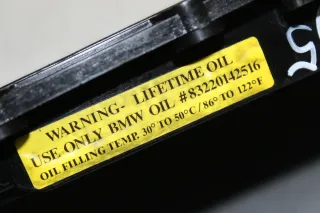 WARNING- LIFETIME OIL
USE ONLY BMW OIL #83220142516
OIL FILLING TEMP. 30° TO 50°C/86° TO 122°F